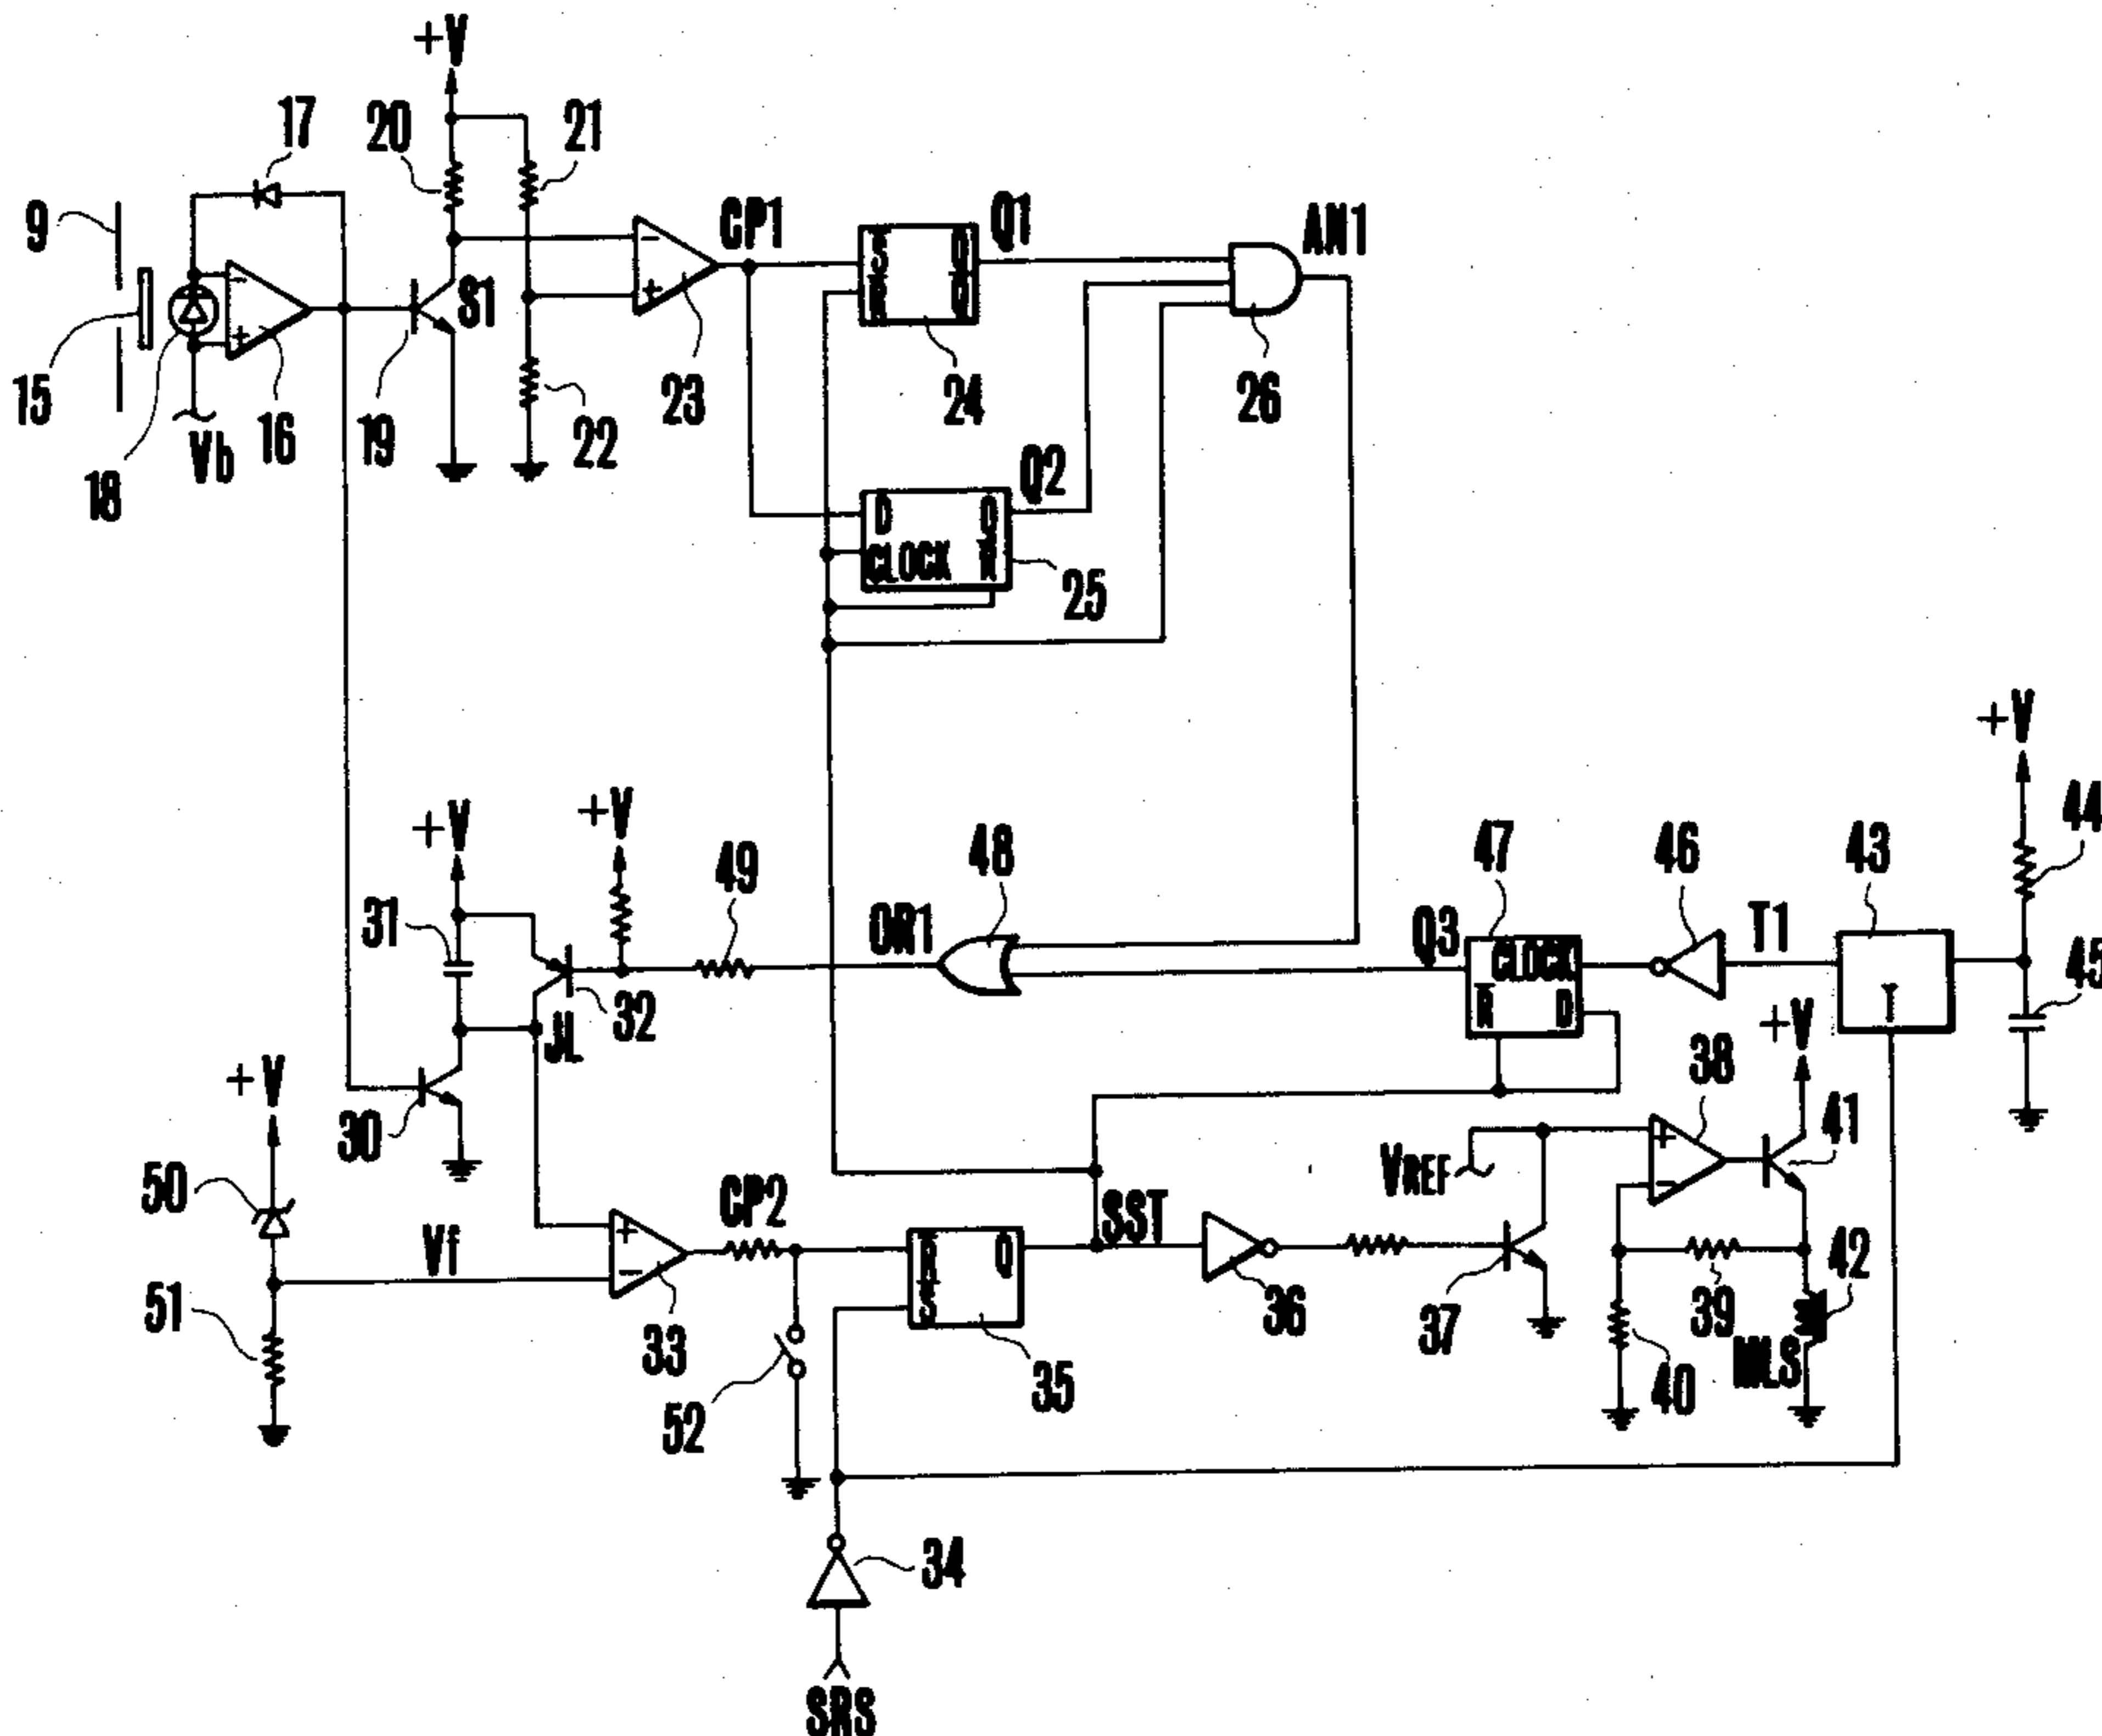 +V
17
20
21
9
CP1
Q1
AN1
S
Q
R
Q
S1
15
18
Vb
16
19
22
23
24
26
Q2
D
Q
CLOCK
R
25
+V
44
+V
+V
31
49
48
47
46
43
OR1
Q3
T1
CLOCK
R
D
T
45
32
JL
+V
38
+V
30
41
50
VREF
CP2
SST
Vf
51
R
Q
S
42
33
36
37
39
MLS
40
52
35
34
SRS
+
-
+
-
+
-
+
-